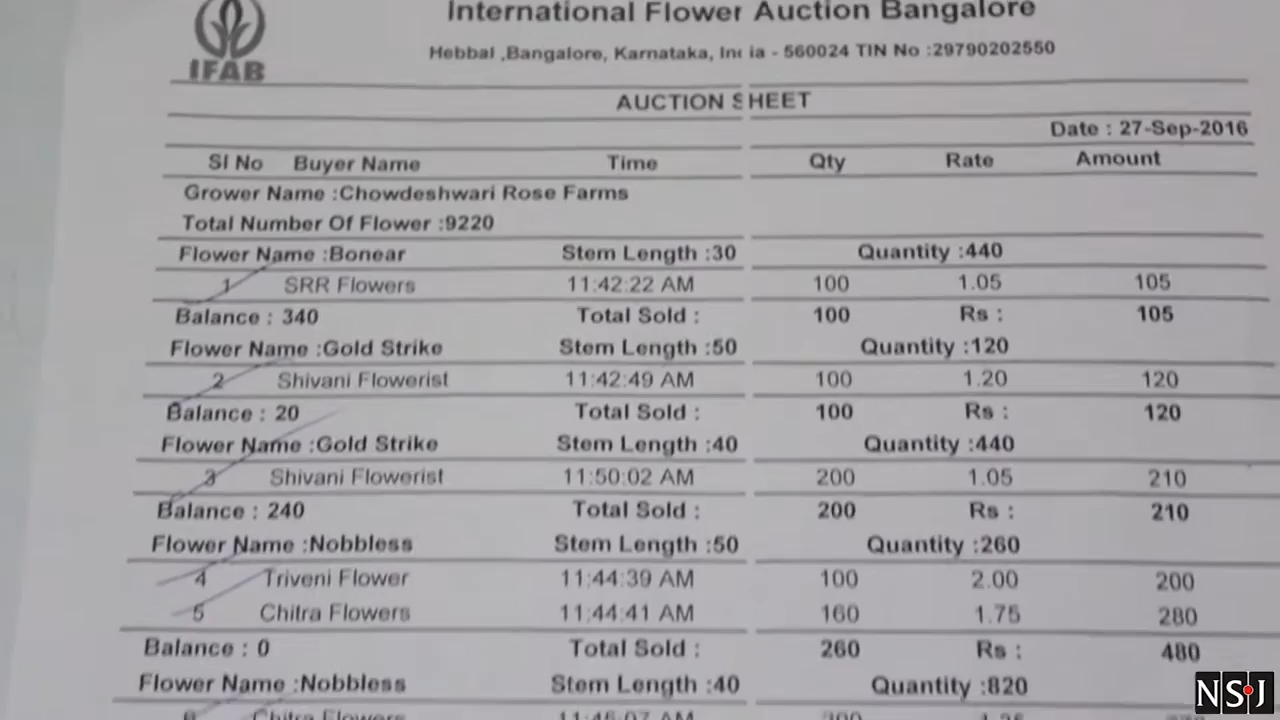 International Flower Auction Bangalore
Hebbal ,Bangalore, Karnataka, India - 560024 TIN No :29790202550
IFAB
AUCTION SHEET
Date : 27-Sep-2016
Sl No Buyer Name Time Qty Rate Amount
Grower Name :Chowdeshwari Rose Farms
Total Number Of Flower :9220
Flower Name :Bonear Stem Length :30 Quantity :440
1 SRR Flowers 11:42:22 AM 100 1.05 105
Balance : 340 Total Sold : 100 Rs : 105
Flower Name :Gold Strike Stem Length :50 Quantity :120
2 Shivani Flowerist 11:42:49 AM 100 1.20 120
Balance : 20 Total Sold : 100 Rs : 120
Flower Name :Gold Strike Stem Length :40 Quantity :440
3 Shivani Flowerist 11:50:02 AM 200 1.05 210
Balance : 240 Total Sold : 200 Rs : 210
Flower Name :Nobbless Stem Length :50 Quantity :260
4 Triveni Flower 11:44:39 AM 100 2.00 200
5 Chitra Flowers 11:44:41 AM 160 1.75 280
Balance : 0 Total Sold : 260 Rs : 480
Flower Name :Nobbless Stem Length :40 Quantity :820
Chitra Flowers 11:46:07 AM
NSJ